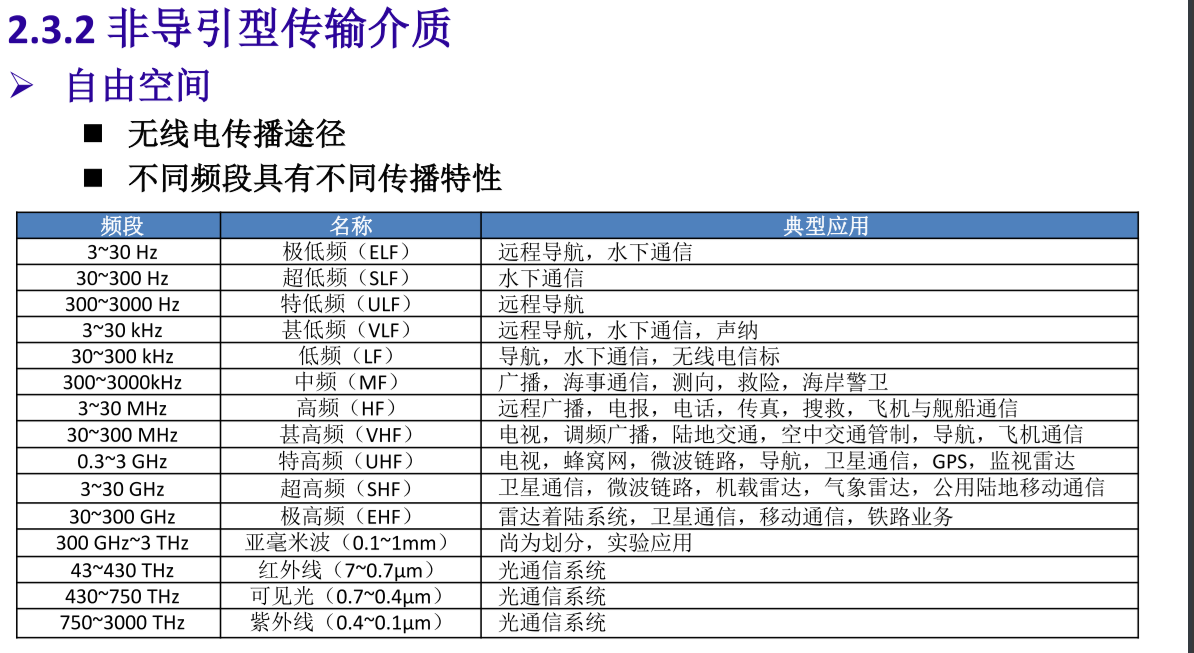 2.3.2 非导引型传输介质
➢ 自由空间
■ 无线电传播途径
■ 不同频段具有不同传播特性
频段 名称 典型应用
3~30 Hz 极低频（ELF） 远程导航，水下通信
30~300 Hz 超低频（SLF） 水下通信
300~3000 Hz 特低频（ULF） 远程导航
3~30 kHz 甚低频（VLF） 远程导航，水下通信，声纳
30~300 kHz 低频（LF） 导航，水下通信，无线电信标
300~3000kHz 中频（MF） 广播，海事通信，测向，救险，海岸警卫
3~30 MHz 高频（HF） 远程广播，电报，电话，传真，搜救，飞机与舰船通信
30~300 MHz 甚高频（VHF） 电视，调频广播，陆地交通，空中交通管制，导航，飞机通信
0.3~3 GHz 特高频（UHF） 电视，蜂窝网，微波链路，导航，卫星通信，GPS，监视雷达
3~30 GHz 超高频（SHF） 卫星通信，微波链路，机载雷达，气象雷达，公用陆地移动通信
30~300 GHz 极高频（EHF） 雷达着陆系统，卫星通信，移动通信，铁路业务
300 GHz~3 THz 亚毫米波（0.1~1mm） 尚为划分，实验应用
43~430 THz 红外线（7~0.7μm） 光通信系统
430~750 THz 可见光（0.7~0.4μm） 光通信系统
750~3000 THz 紫外线（0.4~0.1μm） 光通信系统